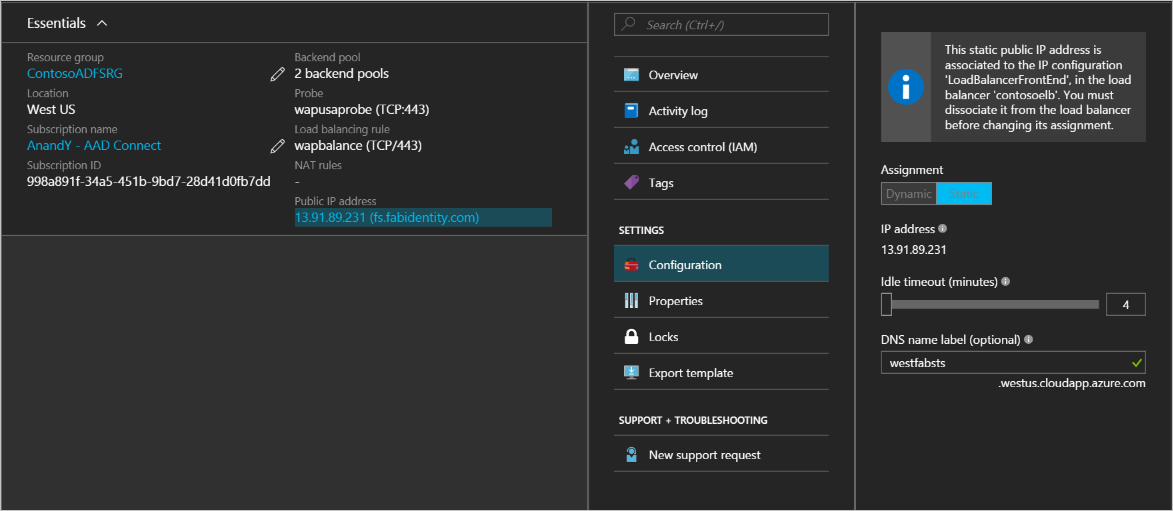 Essentials
Resource group
ContosoADFSRG
Location
West US
Subscription name
AnandY - AAD Connect
Subscription ID
998a891f-34a5-451b-9bd7-28d41d0fb7dd
Backend pool
2 backend pools
Probe
wapusaprobe (TCP:443)
Load balancing rule
wapbalance (TCP/443)
NAT rules
-
Public IP address
13.91.89.231 (fs.fabidentity.com)
Search (Ctrl+/)
Overview
Activity log
Access control (IAM)
Tags
SETTINGS
Configuration
Properties
Locks
Export template
SUPPORT + TROUBLESHOOTING
New support request
This static public IP address is
associated to the IP configuration
'LoadBalancerFrontEnd', in the load
balancer 'contosoelb'. You must
dissociate it from the load balancer
before changing its assignment.
Assignment
Dynamic Static
IP address
13.91.89.231
Idle timeout (minutes)
4
DNS name label (optional)
westfabsts
.westus.cloudapp.azure.com